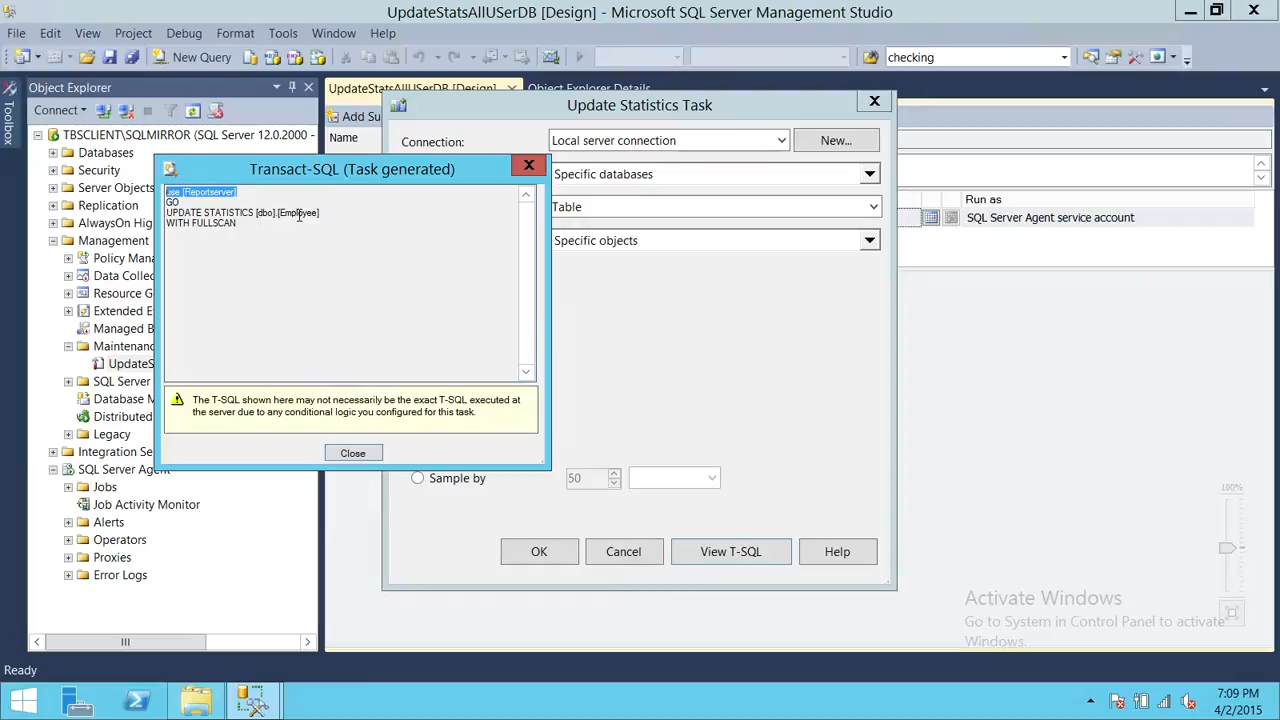 UpdateStatsAllUSerDB [Design] - Microsoft SQL Server Management Studio
File Edit View Project Debug Format Tools Window Help
New Query
checking
Toolbox
Object Explorer
Connect
TBSCLIENT\SQLMIRROR (SQL Server 12.0.2000 -
Databases
Security
Server Objects
Replication
AlwaysOn Hig
Management
Policy Mana
Data Collec
Resource G
Extended E
Managed B
Maintenanc
UpdateS
SQL Server
Database M
Distributed
Legacy
Integration Se
SQL Server Agent
Jobs
Job Activity Monitor
Alerts
Operators
Proxies
Error Logs
UpdateStatsAllUSerDB [Design]
Object Explorer Details
Add Su
Name
Run as
SQL Server Agent service account
Update Statistics Task
Connection:
Local server connection
New...
Specific databases
Table
Specific objects
Sample by
50
OK
Cancel
View T-SQL
Help
Transact-SQL (Task generated)
use [Reportserver]
GO
UPDATE STATISTICS [dbo].[Employee]
WITH FULLSCAN
The T-SQL shown here may not necessarily be the exact T-SQL executed at
the server due to any conditional logic you configured for this task.
Close
100%
Activate Windows
Go to System in Control Panel to activate
Windows.
Ready
7:09 PM
4/2/2015